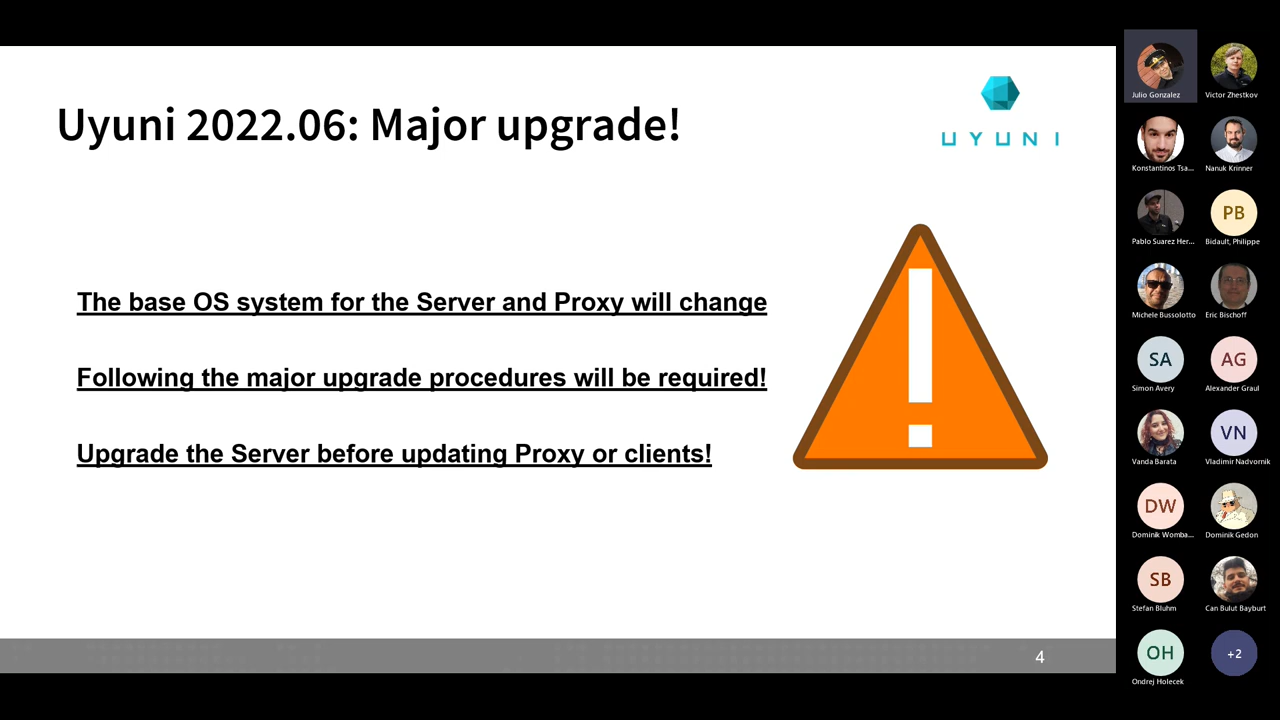 Uyuni 2022.06: Major upgrade!
UYUNI
The base OS system for the Server and Proxy will change
Following the major upgrade procedures will be required!
Upgrade the Server before updating Proxy or clients!
4
Julio Gonzalez
Victor Zhestkov
Konstantinos Tsa...
Nanuk Krinner
Pablo Suarez Her...
PB
Bidault, Philippe
Michele Bussolotto
Eric Bischoff
SA
Simon Avery
AG
Alexander Graul
Vanda Barata
VN
Vladimir Nadvornik
DW
Dominik Womba...
Dominik Gedon
SB
Stefan Bluhm
Can Bulut Bayburt
OH
Ondrej Holecek
+2